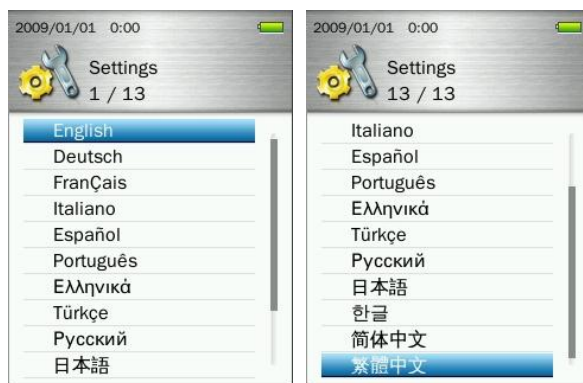 2009/01/01 0:00
Settings
1 / 13
English
Deutsch
FranÇais
Italiano
Español
Português
Ελληνικά
Türkçe
Русский
日本語
2009/01/01 0:00
Settings
13 / 13
Italiano
Español
Português
Ελληνικά
Türkçe
Русский
日本語
한글
简体中文
繁體中文